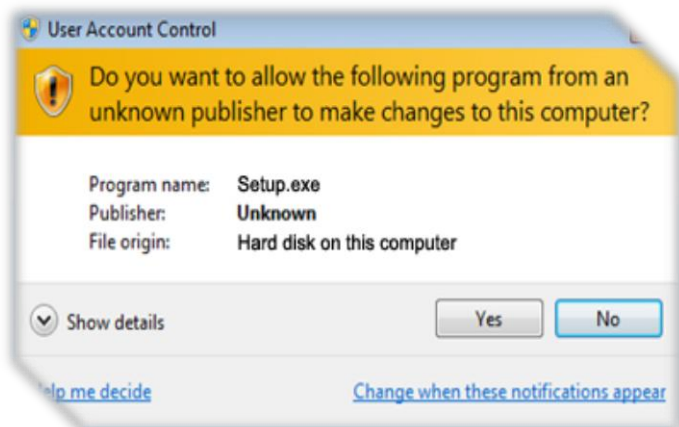 User Account Control
Do you want to allow the following program from an
unknown publisher to make changes to this computer?
Program name: Setup.exe
Publisher: Unknown
File origin: Hard disk on this computer
Show details
Yes
No
me decide
Change when these notifications appear